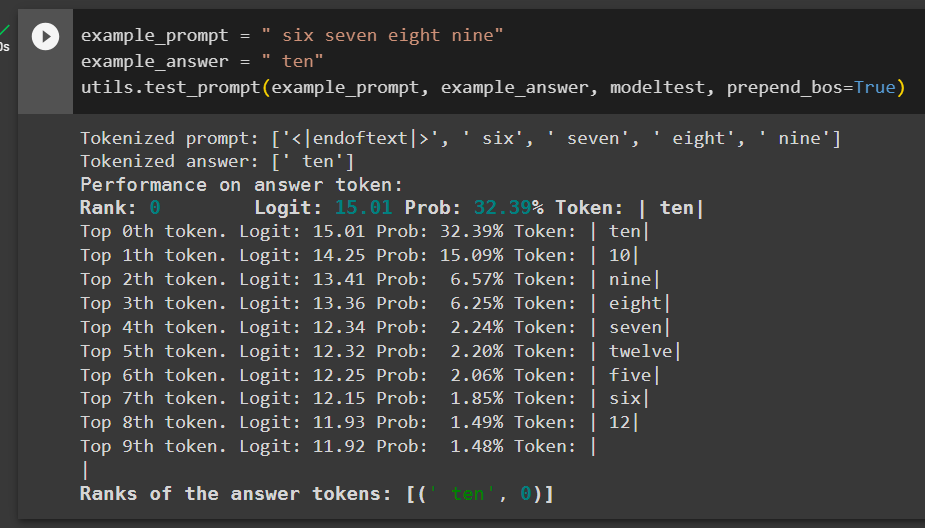 example_prompt = " six seven eight nine"
0s
example_answer = " ten"
utils.test_prompt(example_prompt, example_answer, modeltest, prepend_bos=True)
Tokenized prompt: ['<|endoftext|>', ' six', ' seven', ' eight', ' nine']
Tokenized answer: [' ten']
Performance on answer token:
Rank: 0        Logit: 15.01 Prob: 32.39% Token: | ten|
Top 0th token. Logit: 15.01 Prob: 32.39% Token: | ten|
Top 1th token. Logit: 14.25 Prob: 15.09% Token: | 10|
Top 2th token. Logit: 13.41 Prob:  6.57% Token: | nine|
Top 3th token. Logit: 13.36 Prob:  6.25% Token: | eight|
Top 4th token. Logit: 12.34 Prob:  2.24% Token: | seven|
Top 5th token. Logit: 12.32 Prob:  2.20% Token: | twelve|
Top 6th token. Logit: 12.25 Prob:  2.06% Token: | five|
Top 7th token. Logit: 12.15 Prob:  1.85% Token: | six|
Top 8th token. Logit: 11.93 Prob:  1.49% Token: | 12|
Top 9th token. Logit: 11.92 Prob:  1.48% Token: |
|
Ranks of the answer tokens: [(' ten', 0)]